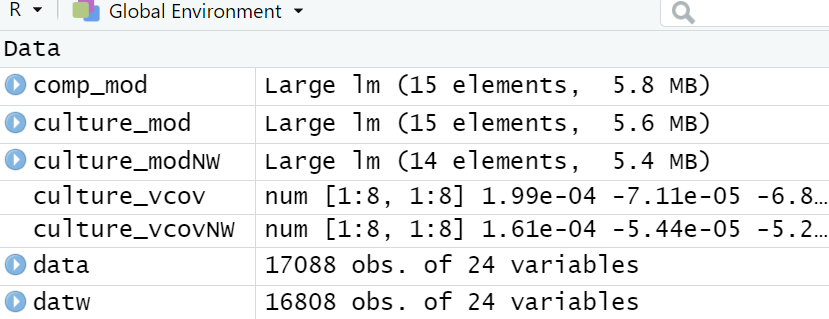 R Global Environment
Data
comp_mod Large lm (15 elements, 5.8 MB)
culture_mod Large lm (15 elements, 5.6 MB)
culture_modNW Large lm (14 elements, 5.4 MB)
culture_vcov num [1:8, 1:8] 1.99e-04 -7.11e-05 -6.8…
culture_vcovNW num [1:8, 1:8] 1.61e-04 -5.44e-05 -5.2…
data 17088 obs. of 24 variables
datw 16808 obs. of 24 variables